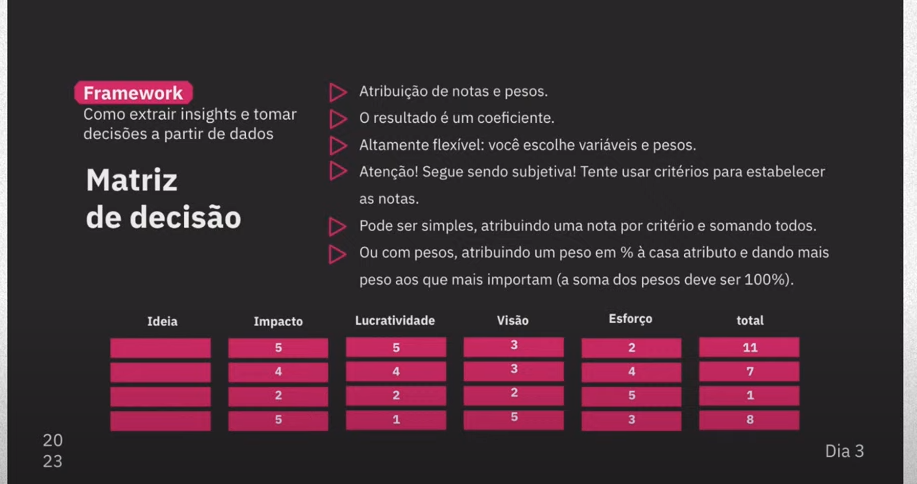 Framework
Como extrair insights e tomar
decisões a partir de dados
Matriz
de decisão
Atribuição de notas e pesos.
O resultado é um coeficiente.
Altamente flexível: você escolhe variáveis e pesos.
Atenção! Segue sendo subjetiva! Tente usar critérios para estabelecer
as notas.
Pode ser simples, atribuindo uma nota por critério e somando todos.
Ou com pesos, atribuindo um peso em % à casa atributo e dando mais
peso aos que mais importam (a soma dos pesos deve ser 100%).
Ideia Impacto Lucratividade Visão Esforço total
5 5 3 2 11
4 4 3 4 7
2 2 2 5 1
5 1 5 3 8
20
23
Dia 3